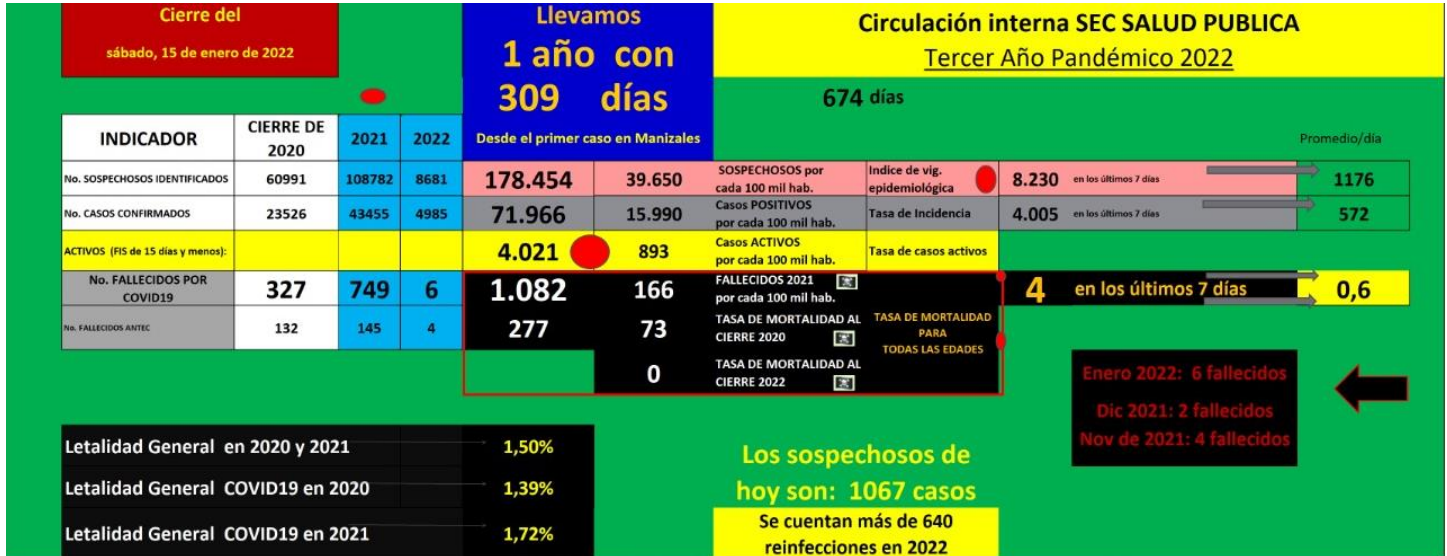 Cierre del
sábado, 15 de enero de 2022
Llevamos
1 año con
309 días
Desde el primer caso en Manizales
Circulación interna SEC SALUD PUBLICA
Tercer Año Pandémico 2022
674 días
INDICADOR
CIERRE DE
2020
2021
2022
Promedio/día
No. SOSPECHOSOS IDENTIFICADOS
60991
108782
8681
178.454
39.650
SOSPECHOSOS por
cada 100 mil hab.
Indice de vig.
epidemiológica
8.230
en los últimos 7 días
1176
No. CASOS CONFIRMADOS
23526
43455
4985
71.966
15.990
Casos POSITIVOS
por cada 100 mil hab.
Tasa de Incidencia
4.005
en los últimos 7 días
572
ACTIVOS (FIS de 15 días y menos):
4.021
893
Casos ACTIVOS
por cada 100 mil hab.
Tasa de casos activos
No. FALLECIDOS POR
COVID19
327
749
6
1.082
166
FALLECIDOS 2021
por cada 100 mil hab.
4
en los últimos 7 días
0,6
No. FALLECIDOS ANTEC
132
145
4
277
73
TASA DE MORTALIDAD AL
CIERRE 2020
TASA DE MORTALIDAD
PARA
TODAS LAS EDADES
0
TASA DE MORTALIDAD AL
CIERRE 2022
Enero 2022: 6 fallecidos
Dic 2021: 2 fallecidos
Nov de 2021: 4 fallecidos
Letalidad General en 2020 y 2021
1,50%
Letalidad General COVID19 en 2020
1,39%
Letalidad General COVID19 en 2021
1,72%
Los sospechosos de
hoy son: 1067 casos
Se cuentan más de 640
reinfecciones en 2022